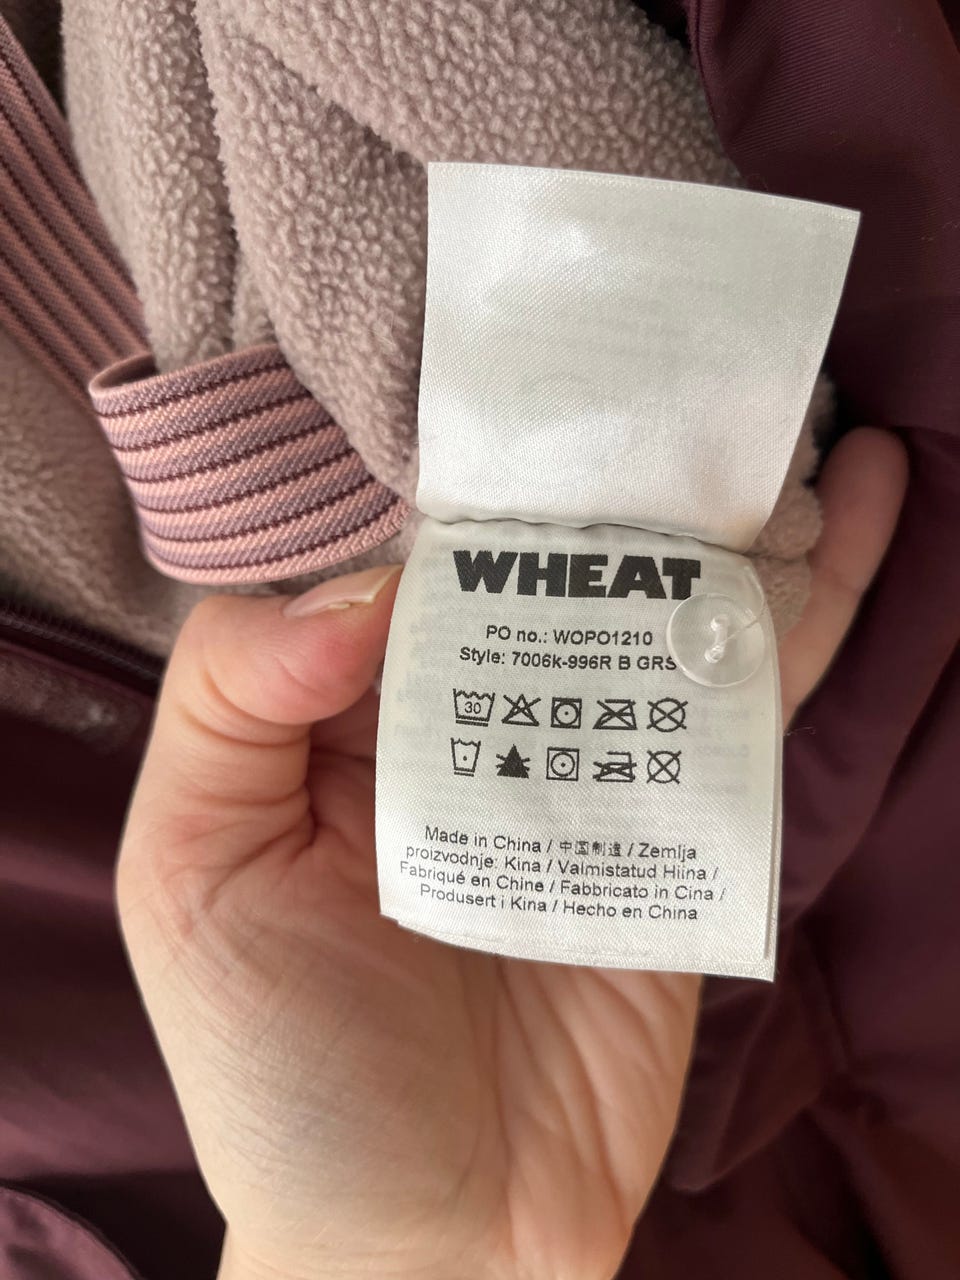 WHEAT
PO no.: WOPO1210
Style: 7006k-996R B GRS
30
Made in China / 中国制造 / Zemlja
proizvodnje: Kina / Valmistatud Hiina /
Fabriqué en Chine / Fabbricato in Cina /
Produsert i Kina / Hecho en China